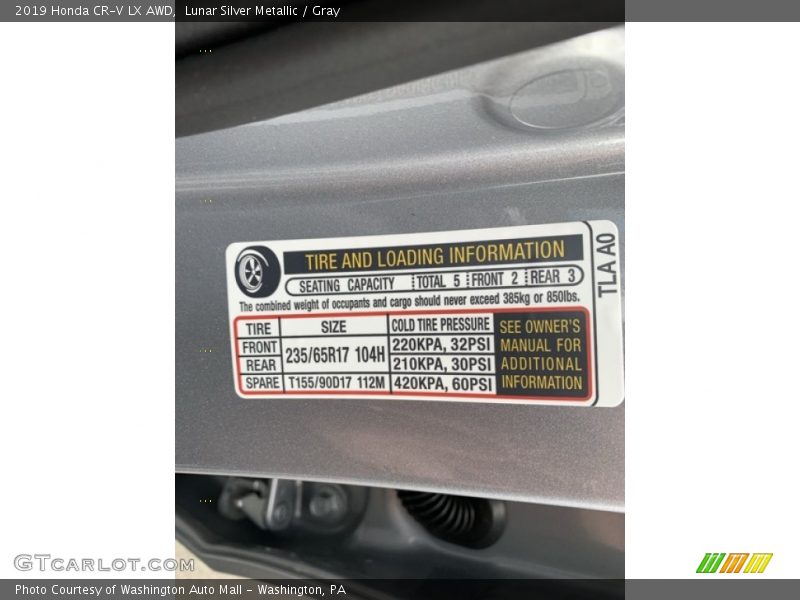 2019 Honda CR-V LX AWD, Lunar Silver Metallic / Gray
TIRE AND LOADING INFORMATION
SEATING CAPACITY TOTAL 5 FRONT 2 REAR 3
The combined weight of occupants and cargo should never exceed 385kg or 850lbs.
TIRE SIZE COLD TIRE PRESSURE
FRONT 235/65R17 104H 220KPA, 32PSI
REAR 210KPA, 30PSI
SPARE T155/90D17 112M 420KPA, 60PSI
SEE OWNER'S
MANUAL FOR
ADDITIONAL
INFORMATION
TLA A0
GTCARLOT.COM
Photo Courtesy of Washington Auto Mall - Washington, PA